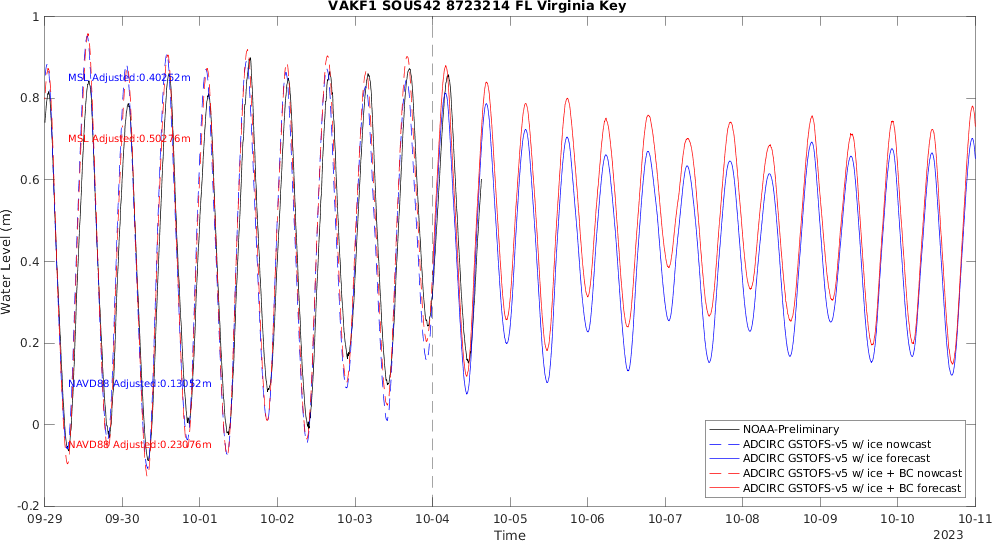 VAKF1 SOUS42 8723214 FL Virginia Key
1
0.8
0.6
0.4
0.2
0
-0.2
Water Level (m)
MSL Adjusted:0.40252m
MSL Adjusted:0.50276m
NAVD88 Adjusted:0.13052m
NAVD88 Adjusted:0.23076m
NOAA-Preliminary
ADCIRC GSTOFS-v5 w/ ice nowcast
ADCIRC GSTOFS-v5 w/ ice forecast
ADCIRC GSTOFS-v5 w/ ice + BC nowcast
ADCIRC GSTOFS-v5 w/ ice + BC forecast
09-29 09-30 10-01 10-02 10-03 10-04 10-05 10-06 10-07 10-08 10-09 10-10 10-11
Time
2023